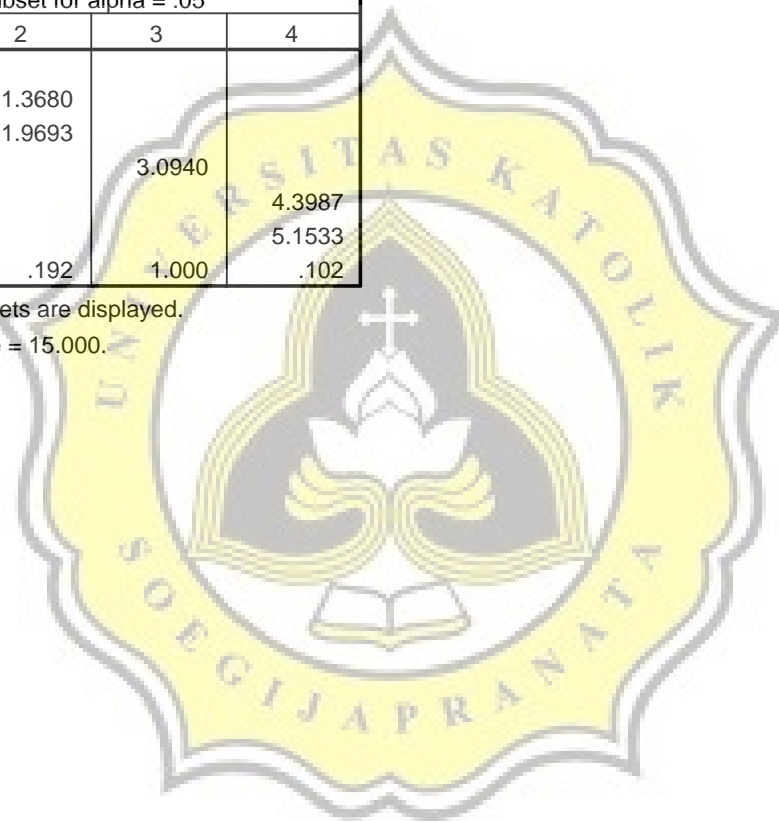 subset for alpha = .05
2 3 4
1.3680
1.9693
3.0940
4.3987
5.1533
.192 1.000 .102
ets are displayed.
= 15.000.
UNIVERSITAS KATOLIK
SOEGIJAPRANATA